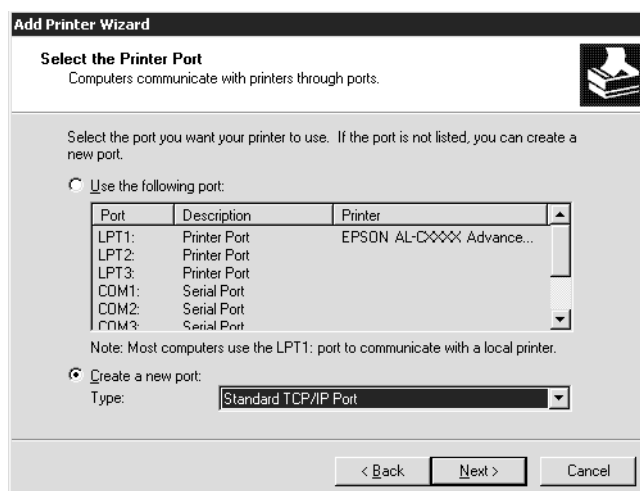 Add Printer Wizard
Select the Printer Port
Computers communicate with printers through ports.
Select the port you want your printer to use. If the port is not listed, you can create a
new port.
Use the following port:
Port Description Printer
LPT1: Printer Port EPSON AL-CXXXX Advance...
LPT2: Printer Port
LPT3: Printer Port
COM1: Serial Port
COM2: Serial Port
COM3: Serial Port
Note: Most computers use the LPT1: port to communicate with a local printer.
Create a new port:
Type: Standard TCP/IP Port
< Back Next > Cancel